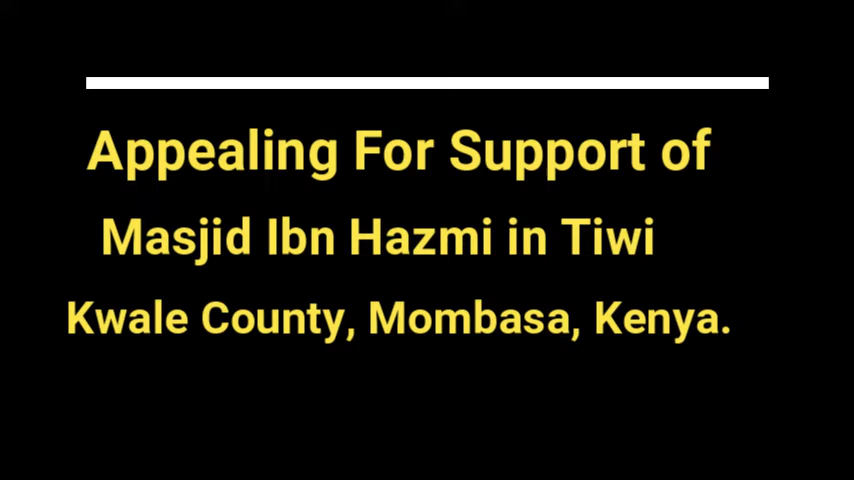 Appealing For Support of
Masjid Ibn Hazmi in Tiwi
Kwale County, Mombasa, Kenya.